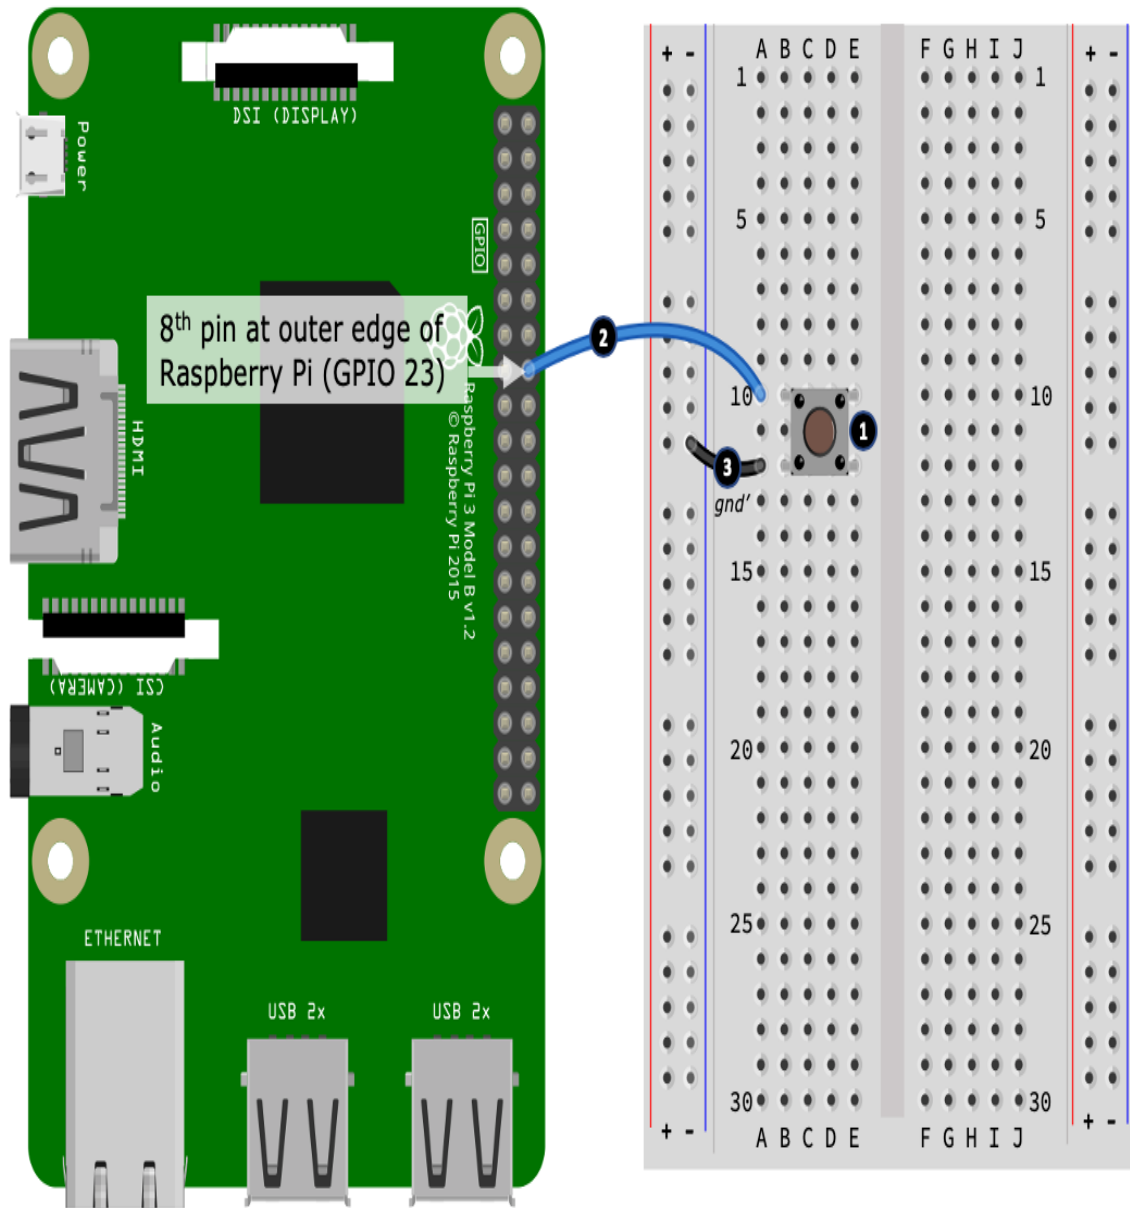 DSI (DISPLAY)
Power
GPIO
8th pin at outer edge of
Raspberry Pi (GPIO 23)
HDMI
Raspberry Pi 3 Model B v1.2
© Raspberry Pi 2015
CSI (CAMERA)
Audio
ETHERNET
USB 2x
USB 2x
+ - A B C D E F G H I J + -
1 1
5 5
2
10 10
1
3
gnd’
15 15
20 20
25 25
30 30
+ - A B C D E F G H I J + -